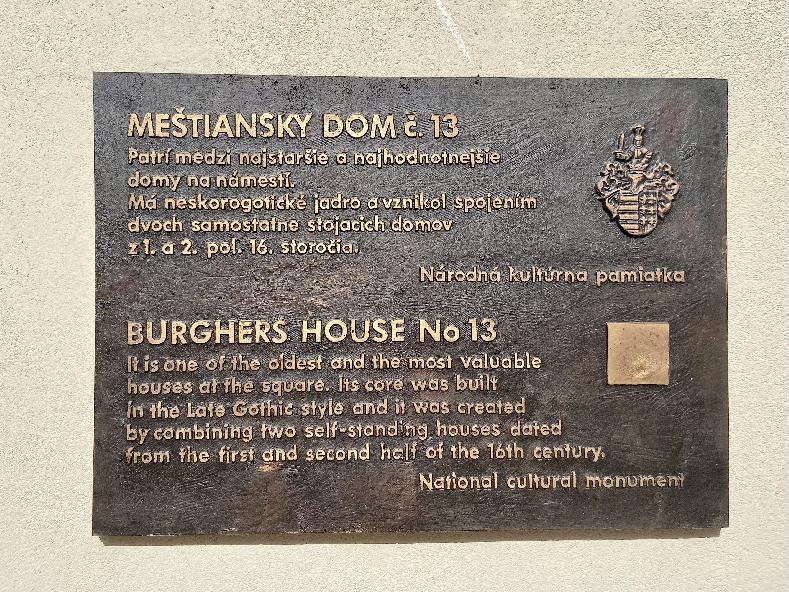 MEŠTIANSKY DOM č. 13
Patrí medzi najstaršie a najhodnotnejšie
domy na námestí.
Má neskorogotické jadro a vznikol spojením
dvoch samostatne stojacich domov
z 1. a 2. pol. 16. storočia.
Národná kultúrna pamiatka
BURGHERS HOUSE No 13
It is one of the oldest and the most valuable
houses at the square. Its core was built
in the Late Gothic style and it was created
by combining two self-standing houses dated
from the first and second half of the 16th century.
National cultural monument